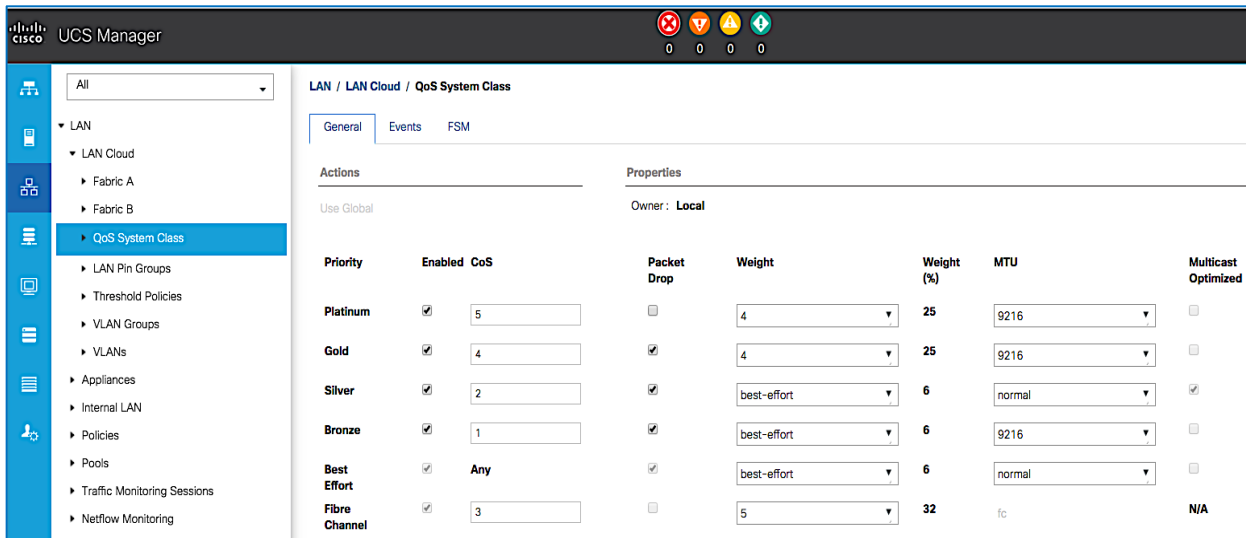 cisco UCS Manager
0 0 0 0
All
LAN
LAN Cloud
Fabric A
Fabric B
QoS System Class
LAN Pin Groups
Threshold Policies
VLAN Groups
VLANs
Appliances
Internal LAN
Policies
Pools
Traffic Monitoring Sessions
Netflow Monitoring
LAN / LAN Cloud / QoS System Class
General Events FSM
Actions Properties
Use Global Owner : Local
Priority Enabled CoS Packet Drop Weight Weight (%) MTU Multicast Optimized
Platinum 5 4 25 9216
Gold 4 4 25 9216
Silver 2 best-effort 6 normal
Bronze 1 best-effort 6 9216
Best Effort Any best-effort 6 normal
Fibre Channel 3 5 32 fc N/A